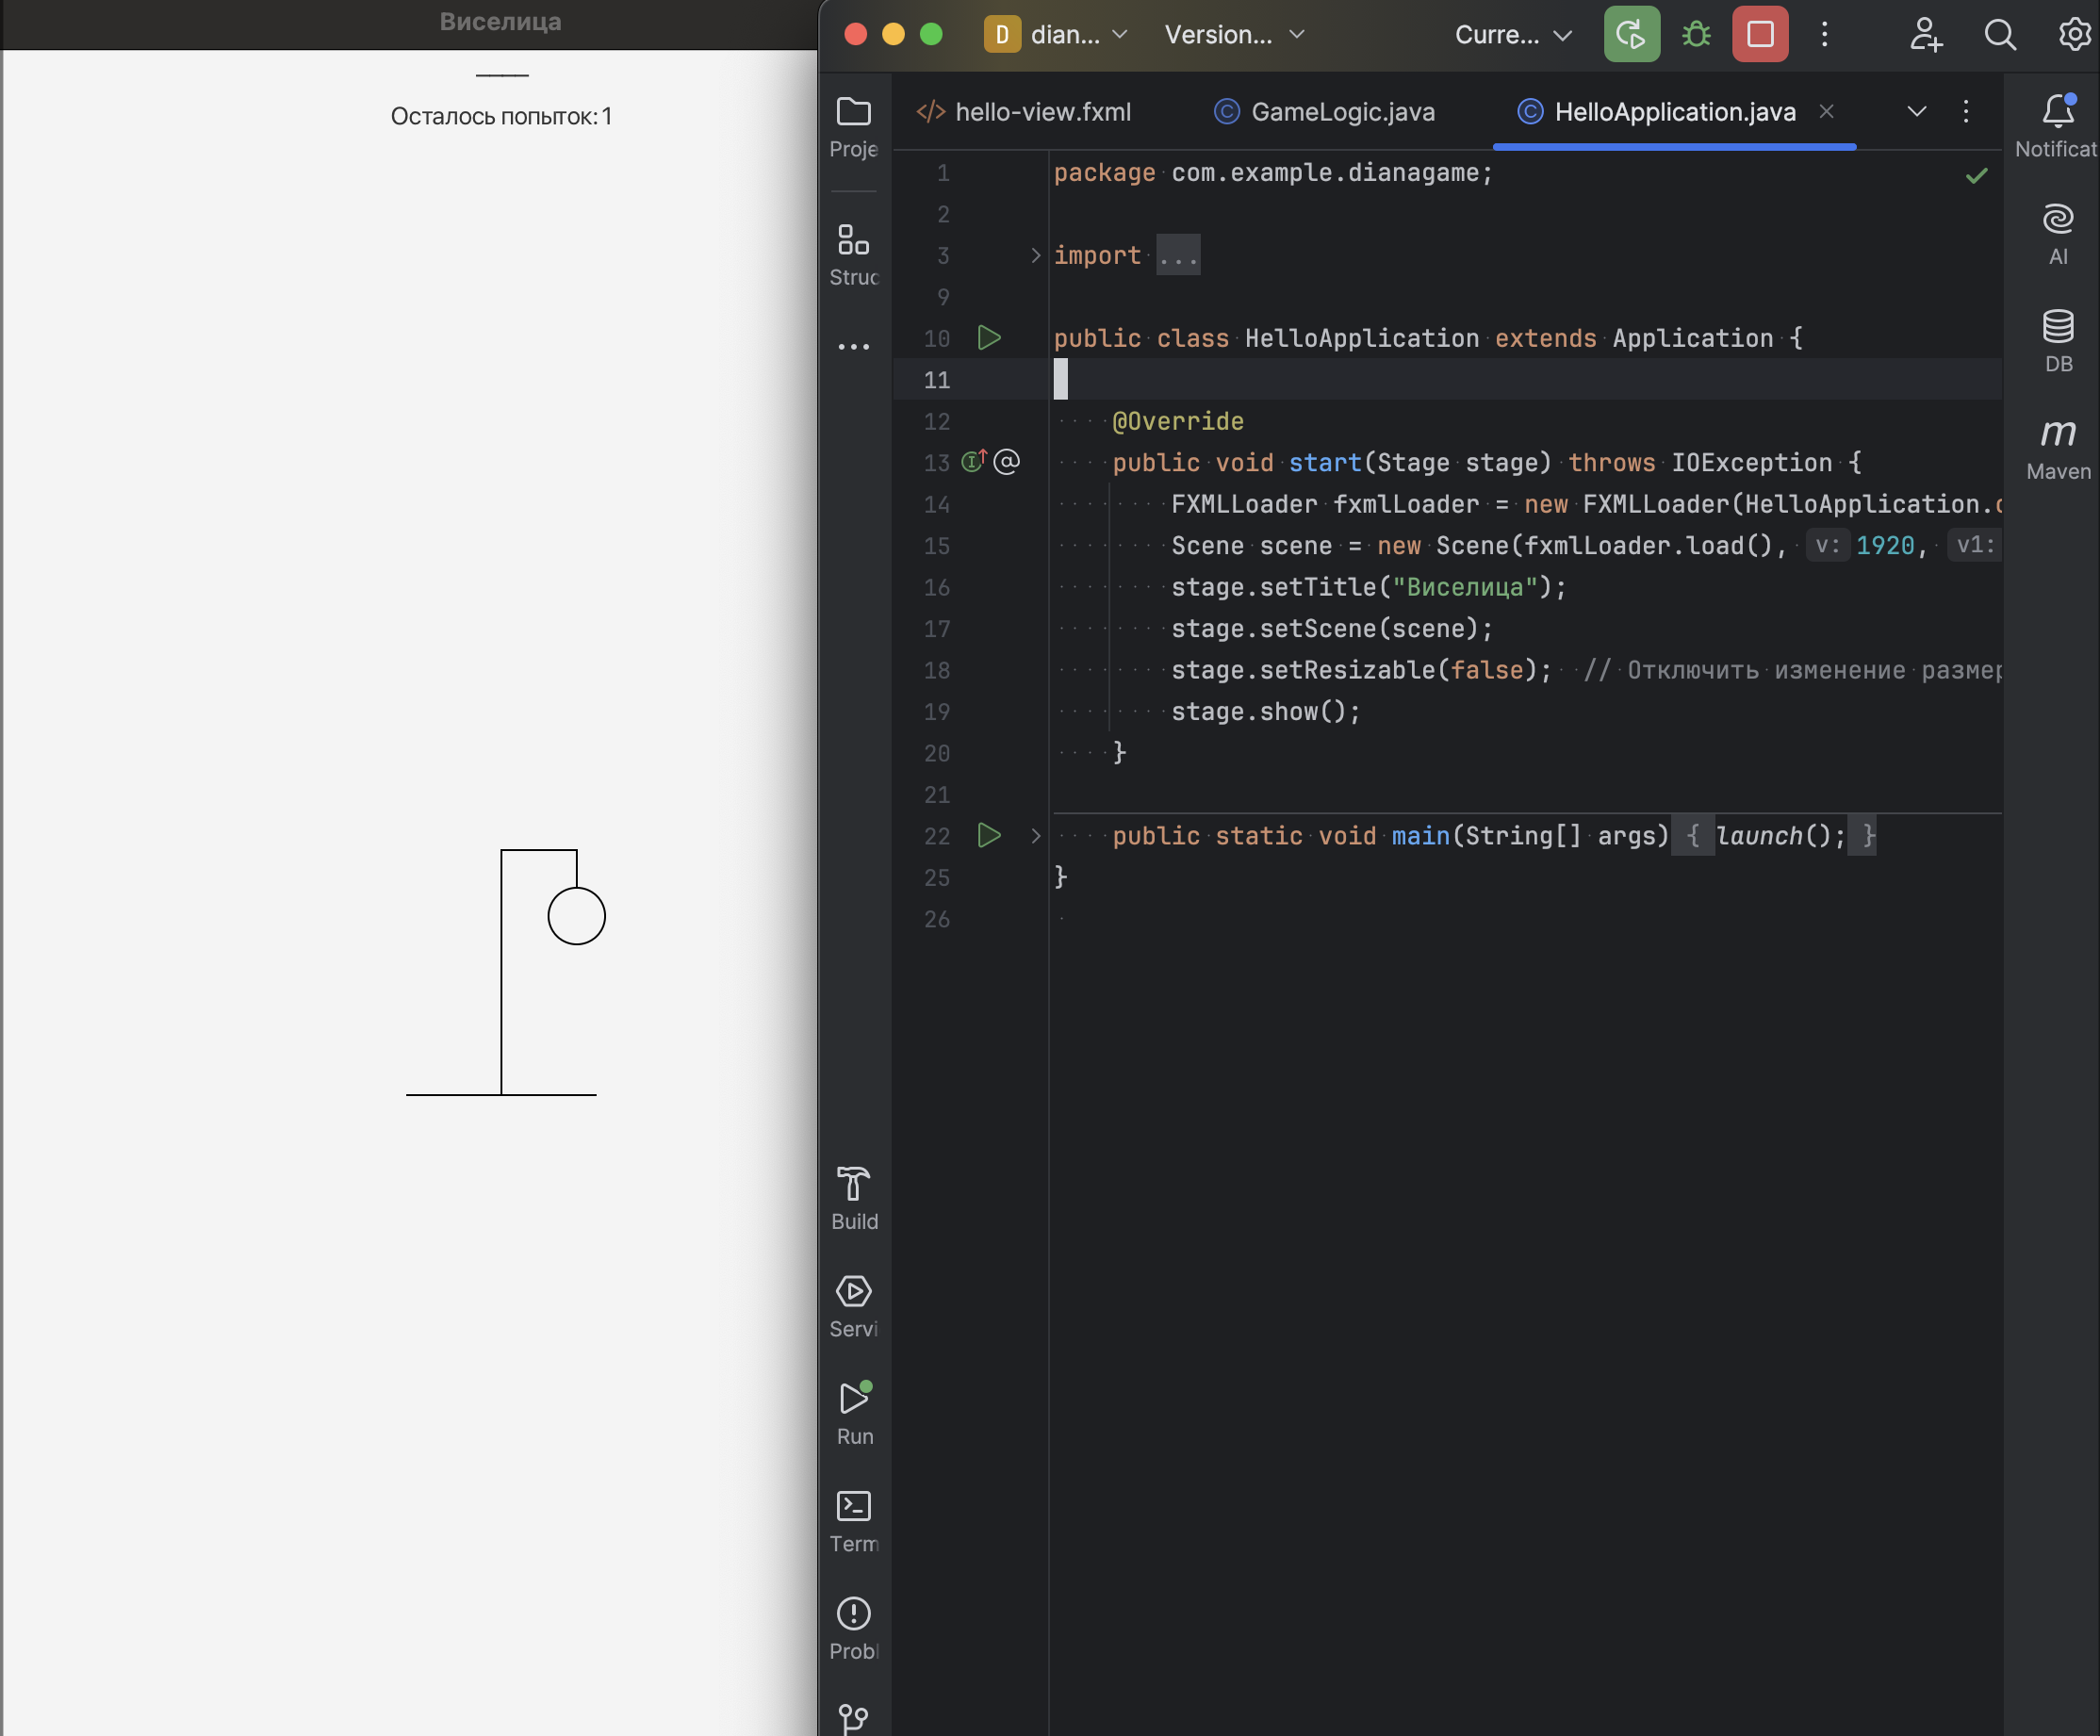 Виселица
____
Осталось попыток: 1
D dian... Version... Curre...
hello-view.fxml GameLogic.java HelloApplication.java
Proje
Struc
Build
Servi
Run
Term
Probl
1 package com.example.dianagame;
2
3 import ...
9
10 public class HelloApplication extends Application {
11
12 @Override
13 public void start(Stage stage) throws IOException {
14 FXMLLoader fxmlLoader = new FXMLLoader(HelloApplication.c
15 Scene scene = new Scene(fxmlLoader.load(), v: 1920, v1:
16 stage.setTitle("Виселица");
17 stage.setScene(scene);
18 stage.setResizable(false); // Отключить изменение размер
19 stage.show();
20 }
21
22 public static void main(String[] args) { launch(); }
25 }
26
Notificat
AI
DB
m
Maven